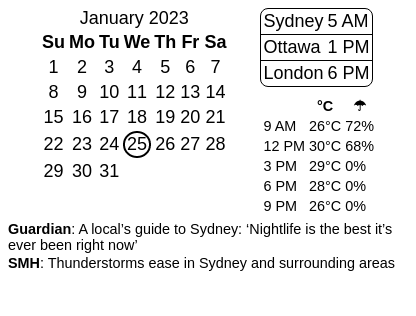 January 2023
Su Mo Tu We Th Fr Sa
1 2 3 4 5 6 7
8 9 10 11 12 13 14
15 16 17 18 19 20 21
22 23 24 25 26 27 28
29 30 31
Sydney 5 AM
Ottawa 1 PM
London 6 PM
°C ☂
9 AM 26°C 72%
12 PM 30°C 68%
3 PM 29°C 0%
6 PM 28°C 0%
9 PM 26°C 0%
Guardian: A local’s guide to Sydney: ‘Nightlife is the best it’s
ever been right now’
SMH: Thunderstorms ease in Sydney and surrounding areas